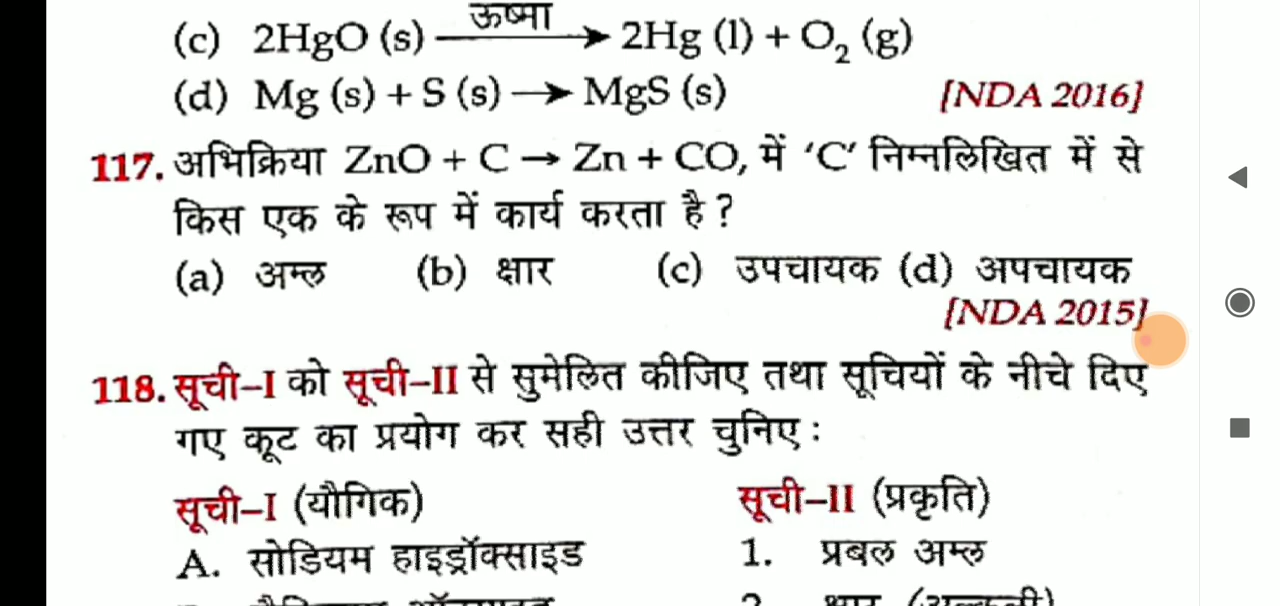 (c) 2HgO (s) —ऊष्मा→ 2Hg (l) + O₂ (g)
(d) Mg (s) + S (s) → MgS (s) [NDA 2016]
117. अभिक्रिया ZnO + C → Zn + CO, में ‘C’ निम्नलिखित में से
किस एक के रूप में कार्य करता है ?
(a) अम्ल (b) क्षार (c) उपचायक (d) अपचायक
[NDA 2015]
118. सूची–I को सूची–II से सुमेलित कीजिए तथा सूचियों के नीचे दिए
गए कूट का प्रयोग कर सही उत्तर चुनिए :
सूची–I (यौगिक) सूची–II (प्रकृति)
A. सोडियम हाइड्रॉक्साइड 1. प्रबल अम्ल